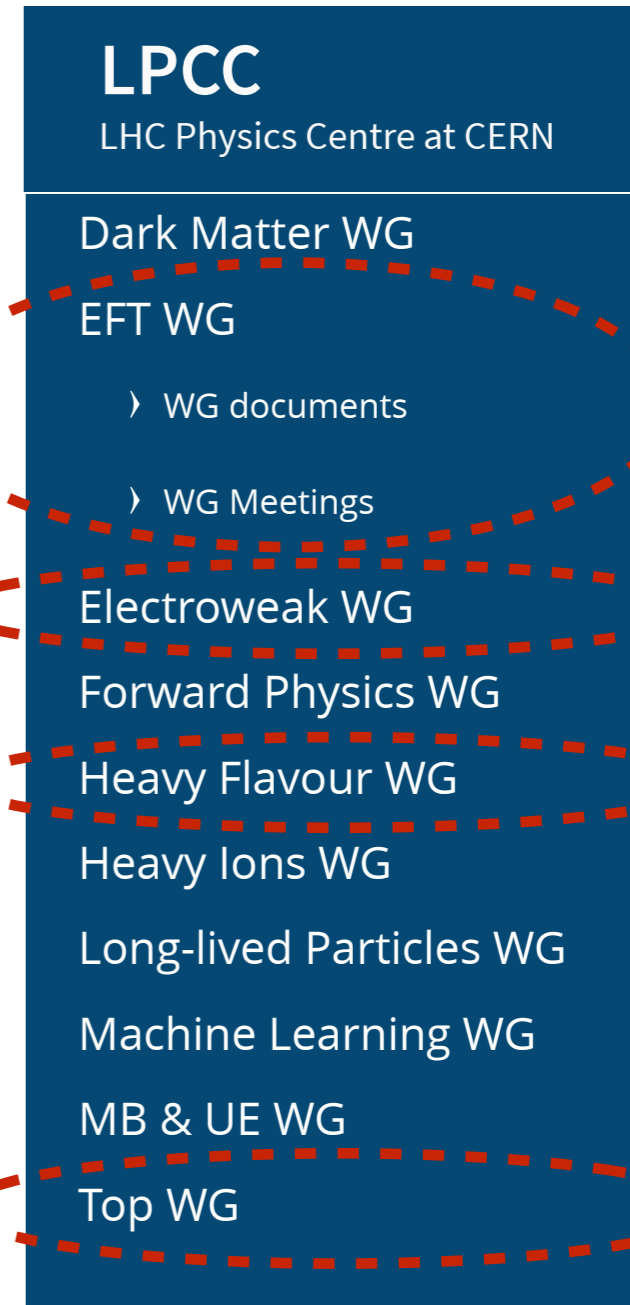 LPCC
LHC Physics Centre at CERN
Dark Matter WG
EFT WG
WG documents
WG Meetings
Electroweak WG
Forward Physics WG
Heavy Flavour WG
Heavy Ions WG
Long-lived Particles WG
Machine Learning WG
MB & UE WG
Top WG